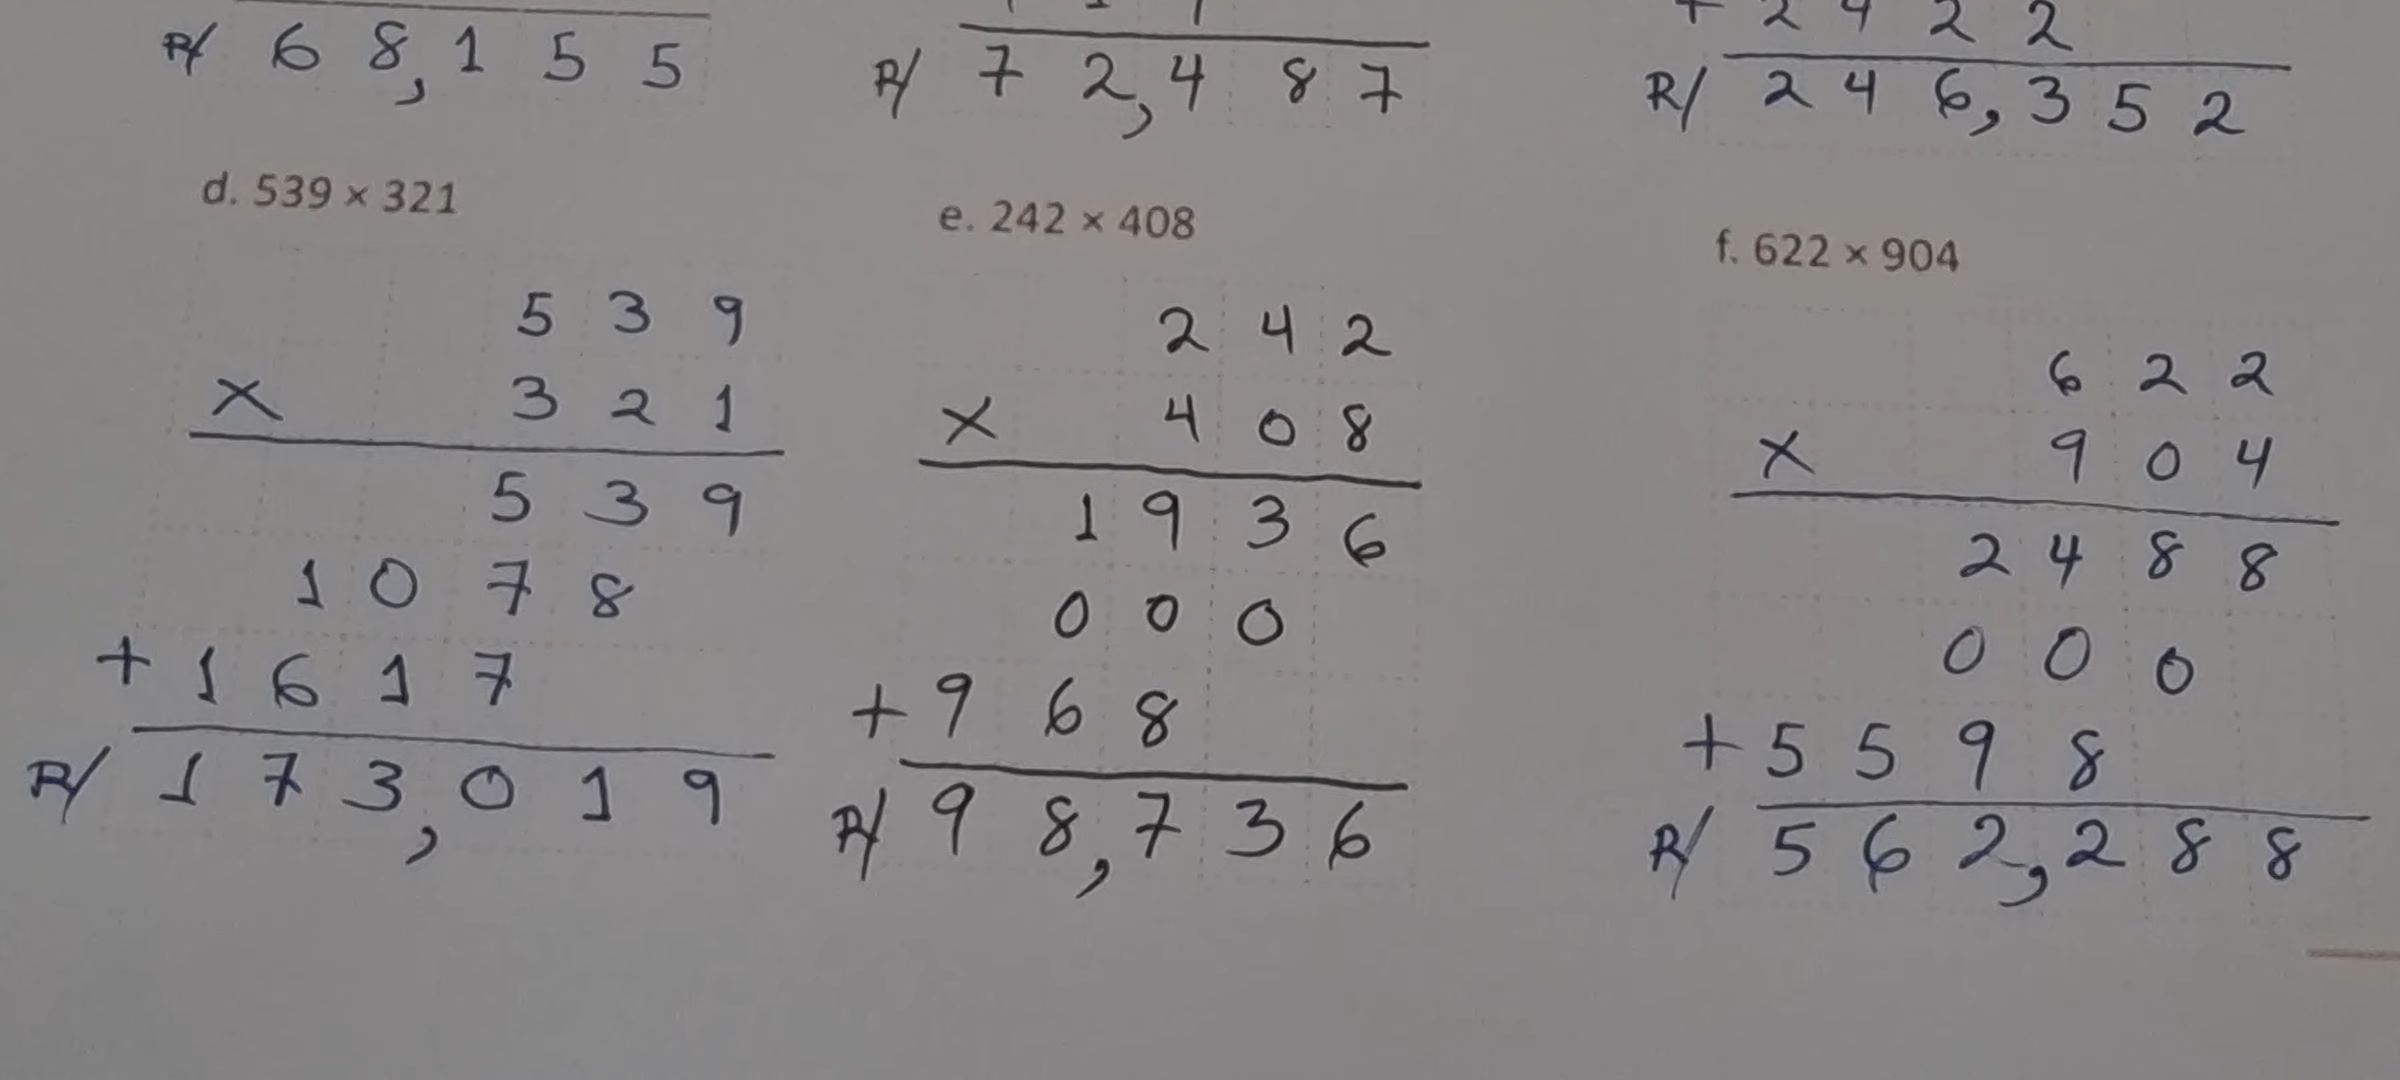 + 2 4 2 2
R/ 6 8,1 5 5
R/ 7 2,4 8 7
R/ 2 4 6,3 5 2
d. 539 × 321
5 3 9
× 3 2 1
5 3 9
1 0 7 8
+ 1 6 1 7
R/ 1 7 3,0 1 9
e. 242 × 408
2 4 2
× 4 0 8
1 9 3 6
0 0 0
+ 9 6 8
R/ 9 8,7 3 6
f. 622 × 904
6 2 2
× 9 0 4
2 4 8 8
0 0 0
+ 5 5 9 8
R/ 5 6 2,2 8 8